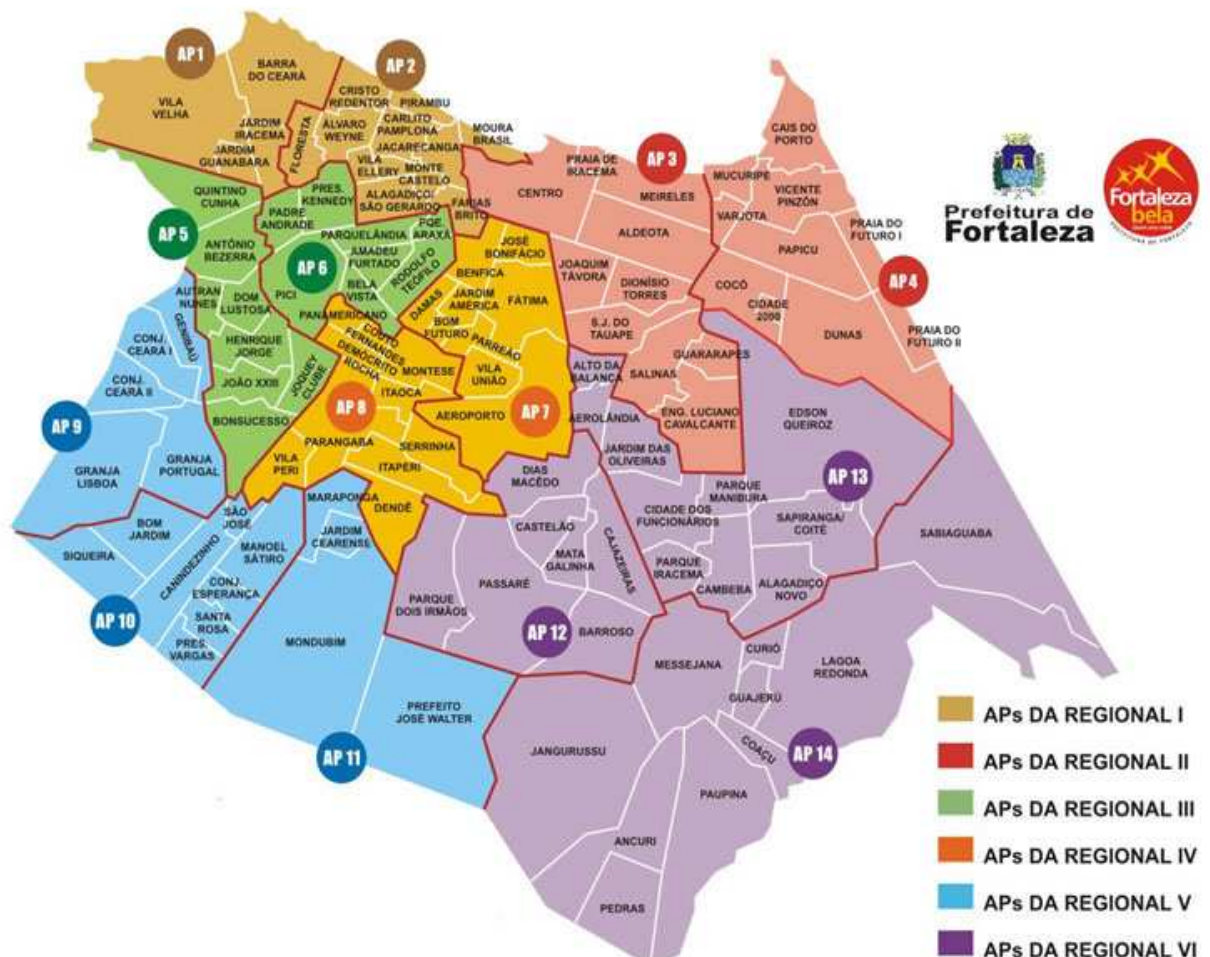 AP 1
BARRA
DO CEARÁ
VILA
VELHA
JARDIM
IRACEMA
JARDIM
GUANABARA
FLORESTA
AP 2
CRISTO
REDENTOR
PIRAMBU
ÁLVARO
WEYNE
CARLITO
PAMPLONA
JACARECANGA
MOURA
BRASIL
VILA
ELLERY
MONTE
CASTELO
ALAGADIÇO/
SÃO GERARDO
FARIAS
BRITO
AP 3
CENTRO
PRAIA DE
IRACEMA
MEIRELES
ALDEOTA
JOAQUIM
TÁVORA
DIONÍSIO
TORRES
S.J. DO
TAUAPE
GUARARAPES
SALINAS
ENG. LUCIANO
CAVALCANTE
CAIS DO
PORTO
MUCURIPE
VICENTE
PINZÓN
VARJOTA
PRAIA DO
FUTURO I
PAPICU
AP 4
COCÓ
CIDADE
2000
DUNAS
PRAIA DO
FUTURO II
Prefeitura de
Fortaleza
Fortaleza
bela
AP 5
QUINTINO
CUNHA
ANTÔNIO
BEZERRA
AUTRAN
NUNES
DOM
LUSTOSA
HENRIQUE
JORGE
JOÃO XXIII
JOQUEY
CLUBE
BONSUCESSO
AP 6
PRES.
KENNEDY
PADRE
ANDRADE
PARQUELÂNDIA
PQE.
ARAXÁ
AMADEU
FURTADO
RODOLFO
TEÓFILO
BELA
VISTA
PICI
PANAMERICANO
JOSÉ
BONIFÁCIO
BENFICA
JARDIM
AMÉRICA
FÁTIMA
DAMAS
BOM
FUTURO
PARREÃO
VILA
UNIÃO
AEROPORTO
AP 7
COUTO
FERNANDES
DEMÓCRITO
ROCHA
MONTESE
ITAOCA
AP 8
PARANGABA
SERRINHA
VILA
PERI
ITAPERI
DENDÊ
GENIBAÚ
CONJ.
CEARÁ I
CONJ.
CEARÁ II
AP 9
GRANJA
LISBOA
GRANJA
PORTUGAL
BOM
JARDIM
SIQUEIRA
SÃO
JOSÉ
CANINDEZINHO
MANOEL
SÁTIRO
CONJ.
ESPERANÇA
SANTA
ROSA
PRES.
VARGAS
AP 10
MARAPONGA
JARDIM
CEARENSE
MONDUBIM
PREFEITO
JOSÉ WALTER
AP 11
ALTO DA
BALANÇA
AEROLÂNDIA
JARDIM DAS
OLIVEIRAS
DIAS
MACÊDO
CASTELÃO
MATA
GALINHA
CAJAZEIRAS
PASSARÉ
PARQUE
DOIS IRMÃOS
AP 12
BARROSO
EDSON
QUEIROZ
AP 13
PARQUE
MANIBURA
CIDADE DOS
FUNCIONÁRIOS
SAPIRANGA/
COITÉ
PARQUE
IRACEMA
CAMBEBA
ALAGADIÇO
NOVO
SABIAGUABA
MESSEJANA
CURIÓ
LAGOA
REDONDA
GUAJERÚ
COAÇU
AP 14
JANGURUSSU
PAUPINA
ANCURI
PEDRAS
APs DA REGIONAL I
APs DA REGIONAL II
APs DA REGIONAL III
APs DA REGIONAL IV
APs DA REGIONAL V
APs DA REGIONAL VI